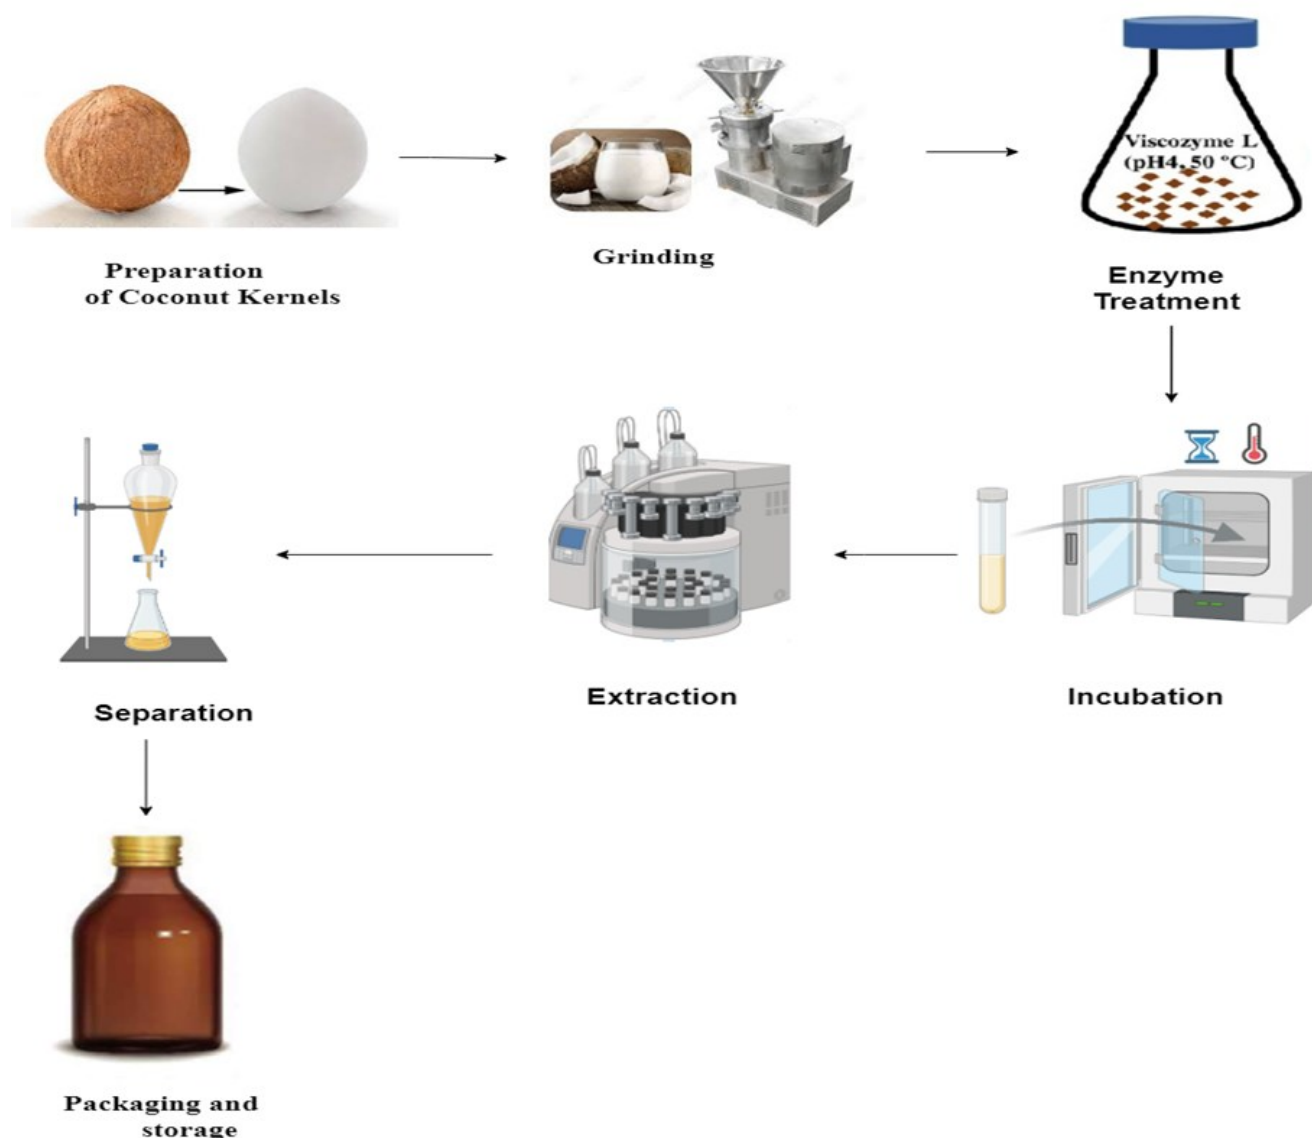 Preparation
of Coconut Kernels
Grinding
Viscozyme L
(pH4, 50 °C)
Enzyme
Treatment
Incubation
Extraction
Separation
Packaging and
storage